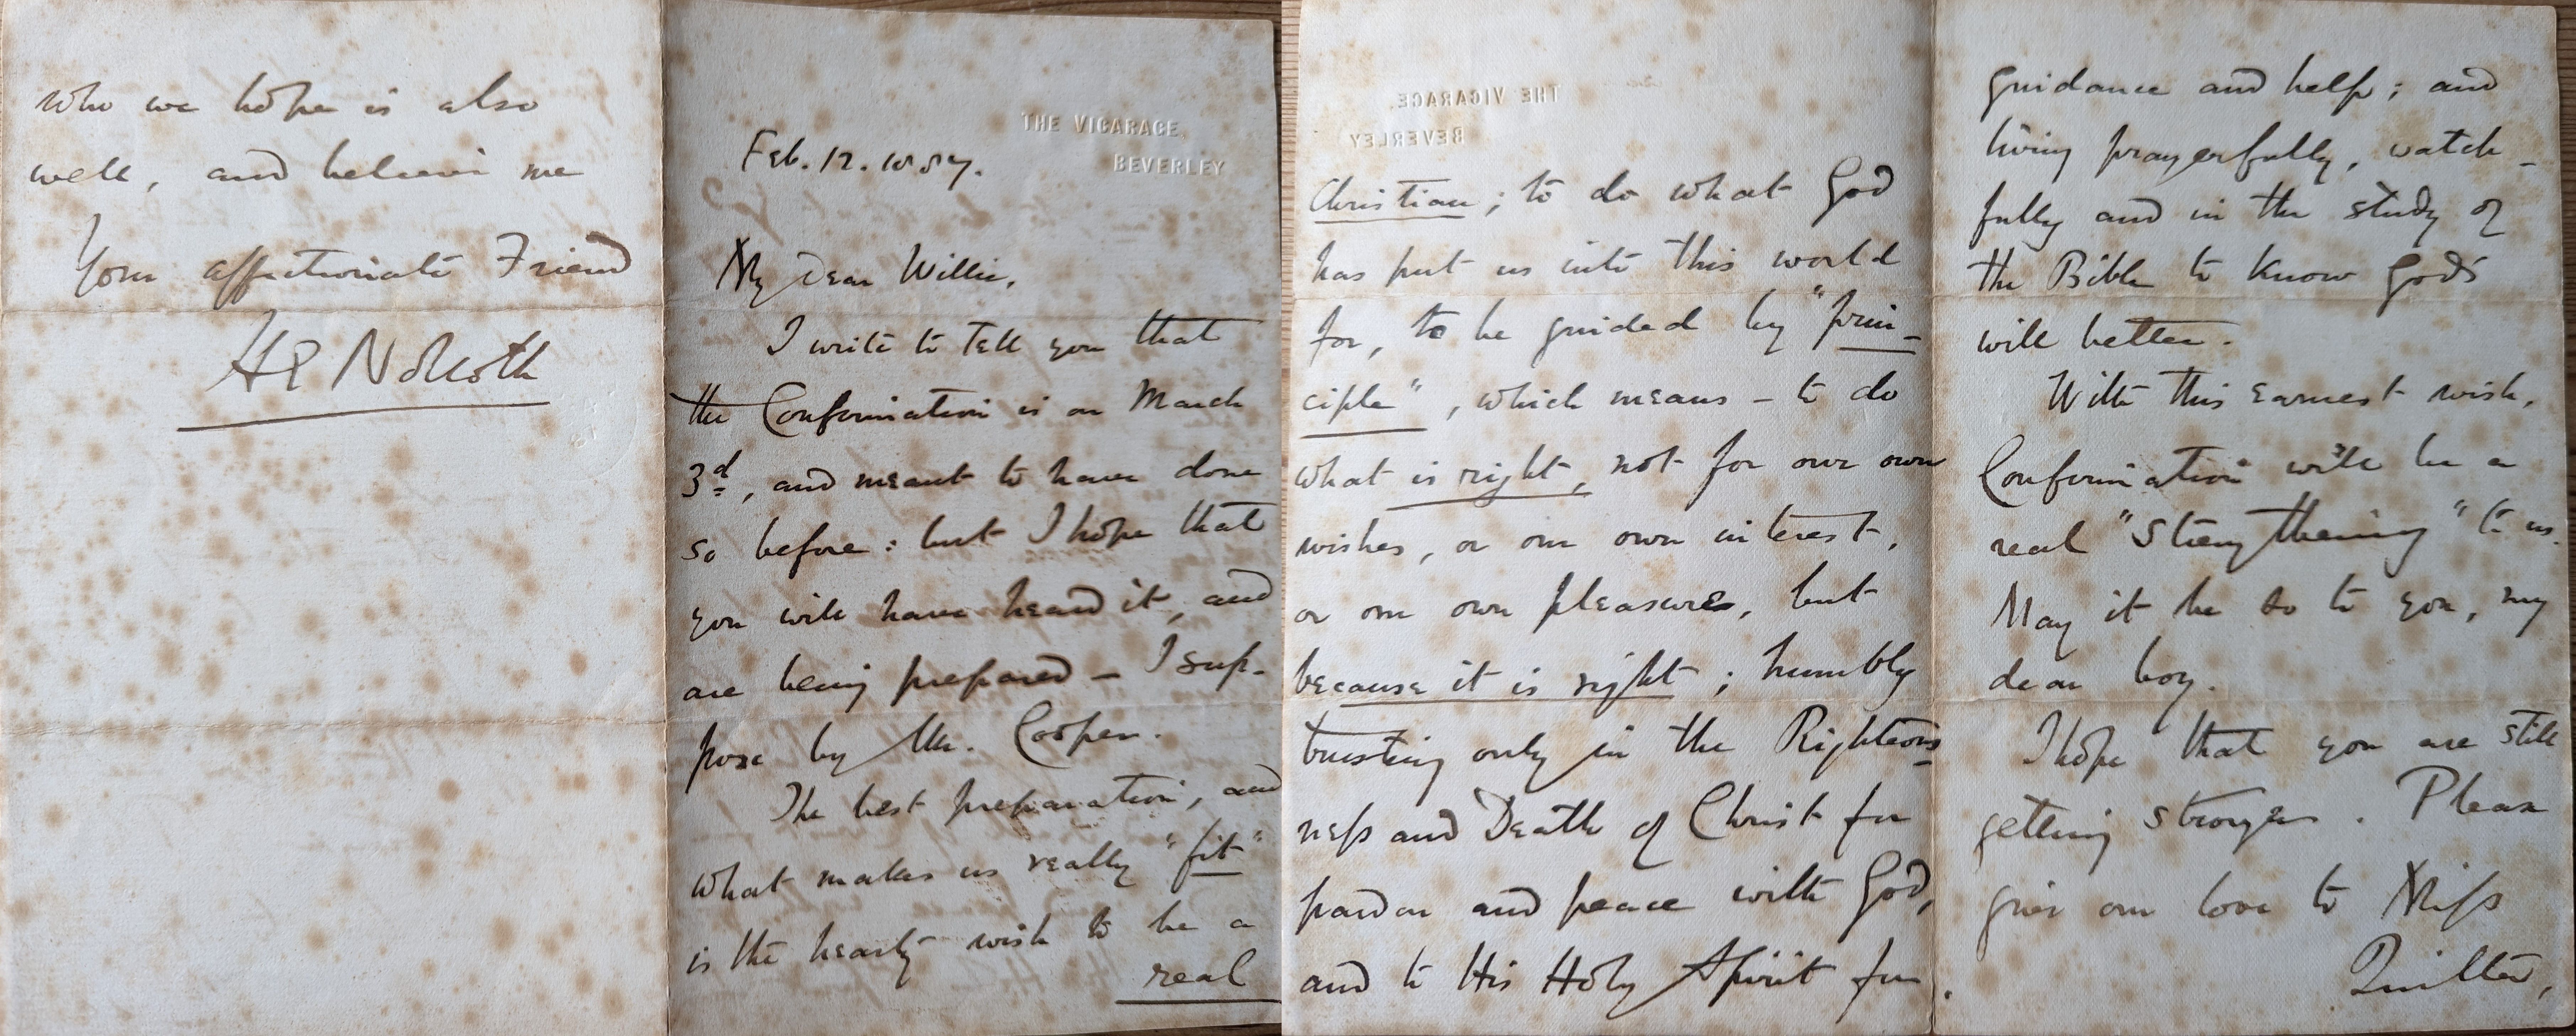 THE VICARAGE,
BEVERLEY
Feb. 12. 1887.
My Dear Willie,
I write to tell you that
the Confirmation is on March
3d, and meant to have done
so before: but I hope that
you will have heard it, and
are being prepared – I sup-
pose by Mr. Cooper.
The best preparation, and
what makes us really "fit"
is the hearty wish to be a
real
Christian; to do what God
has put us into this world
for, to be guided by "prin-
ciple", which means – to do
what is right, not for our own
wishes, or our own interest,
or our own pleasures, but
because it is right; humbly
trusting only in the Righteous-
ness and Death of Christ for
pardon and peace with God,
and to His Holy Spirit for
guidance and help; and
living prayerfully, watch-
fully and in the study of
the Bible to know God's
will better.
With this earnest wish,
Confirmation will be a
real "strengthening" to us.
May it be so to you, my
dear boy.
I hope that you are still
getting stronger. Please
give our love to Miss
Quilter,
who we hope is also
well, and believe me
Your affectionate Friend
HE Nolloth